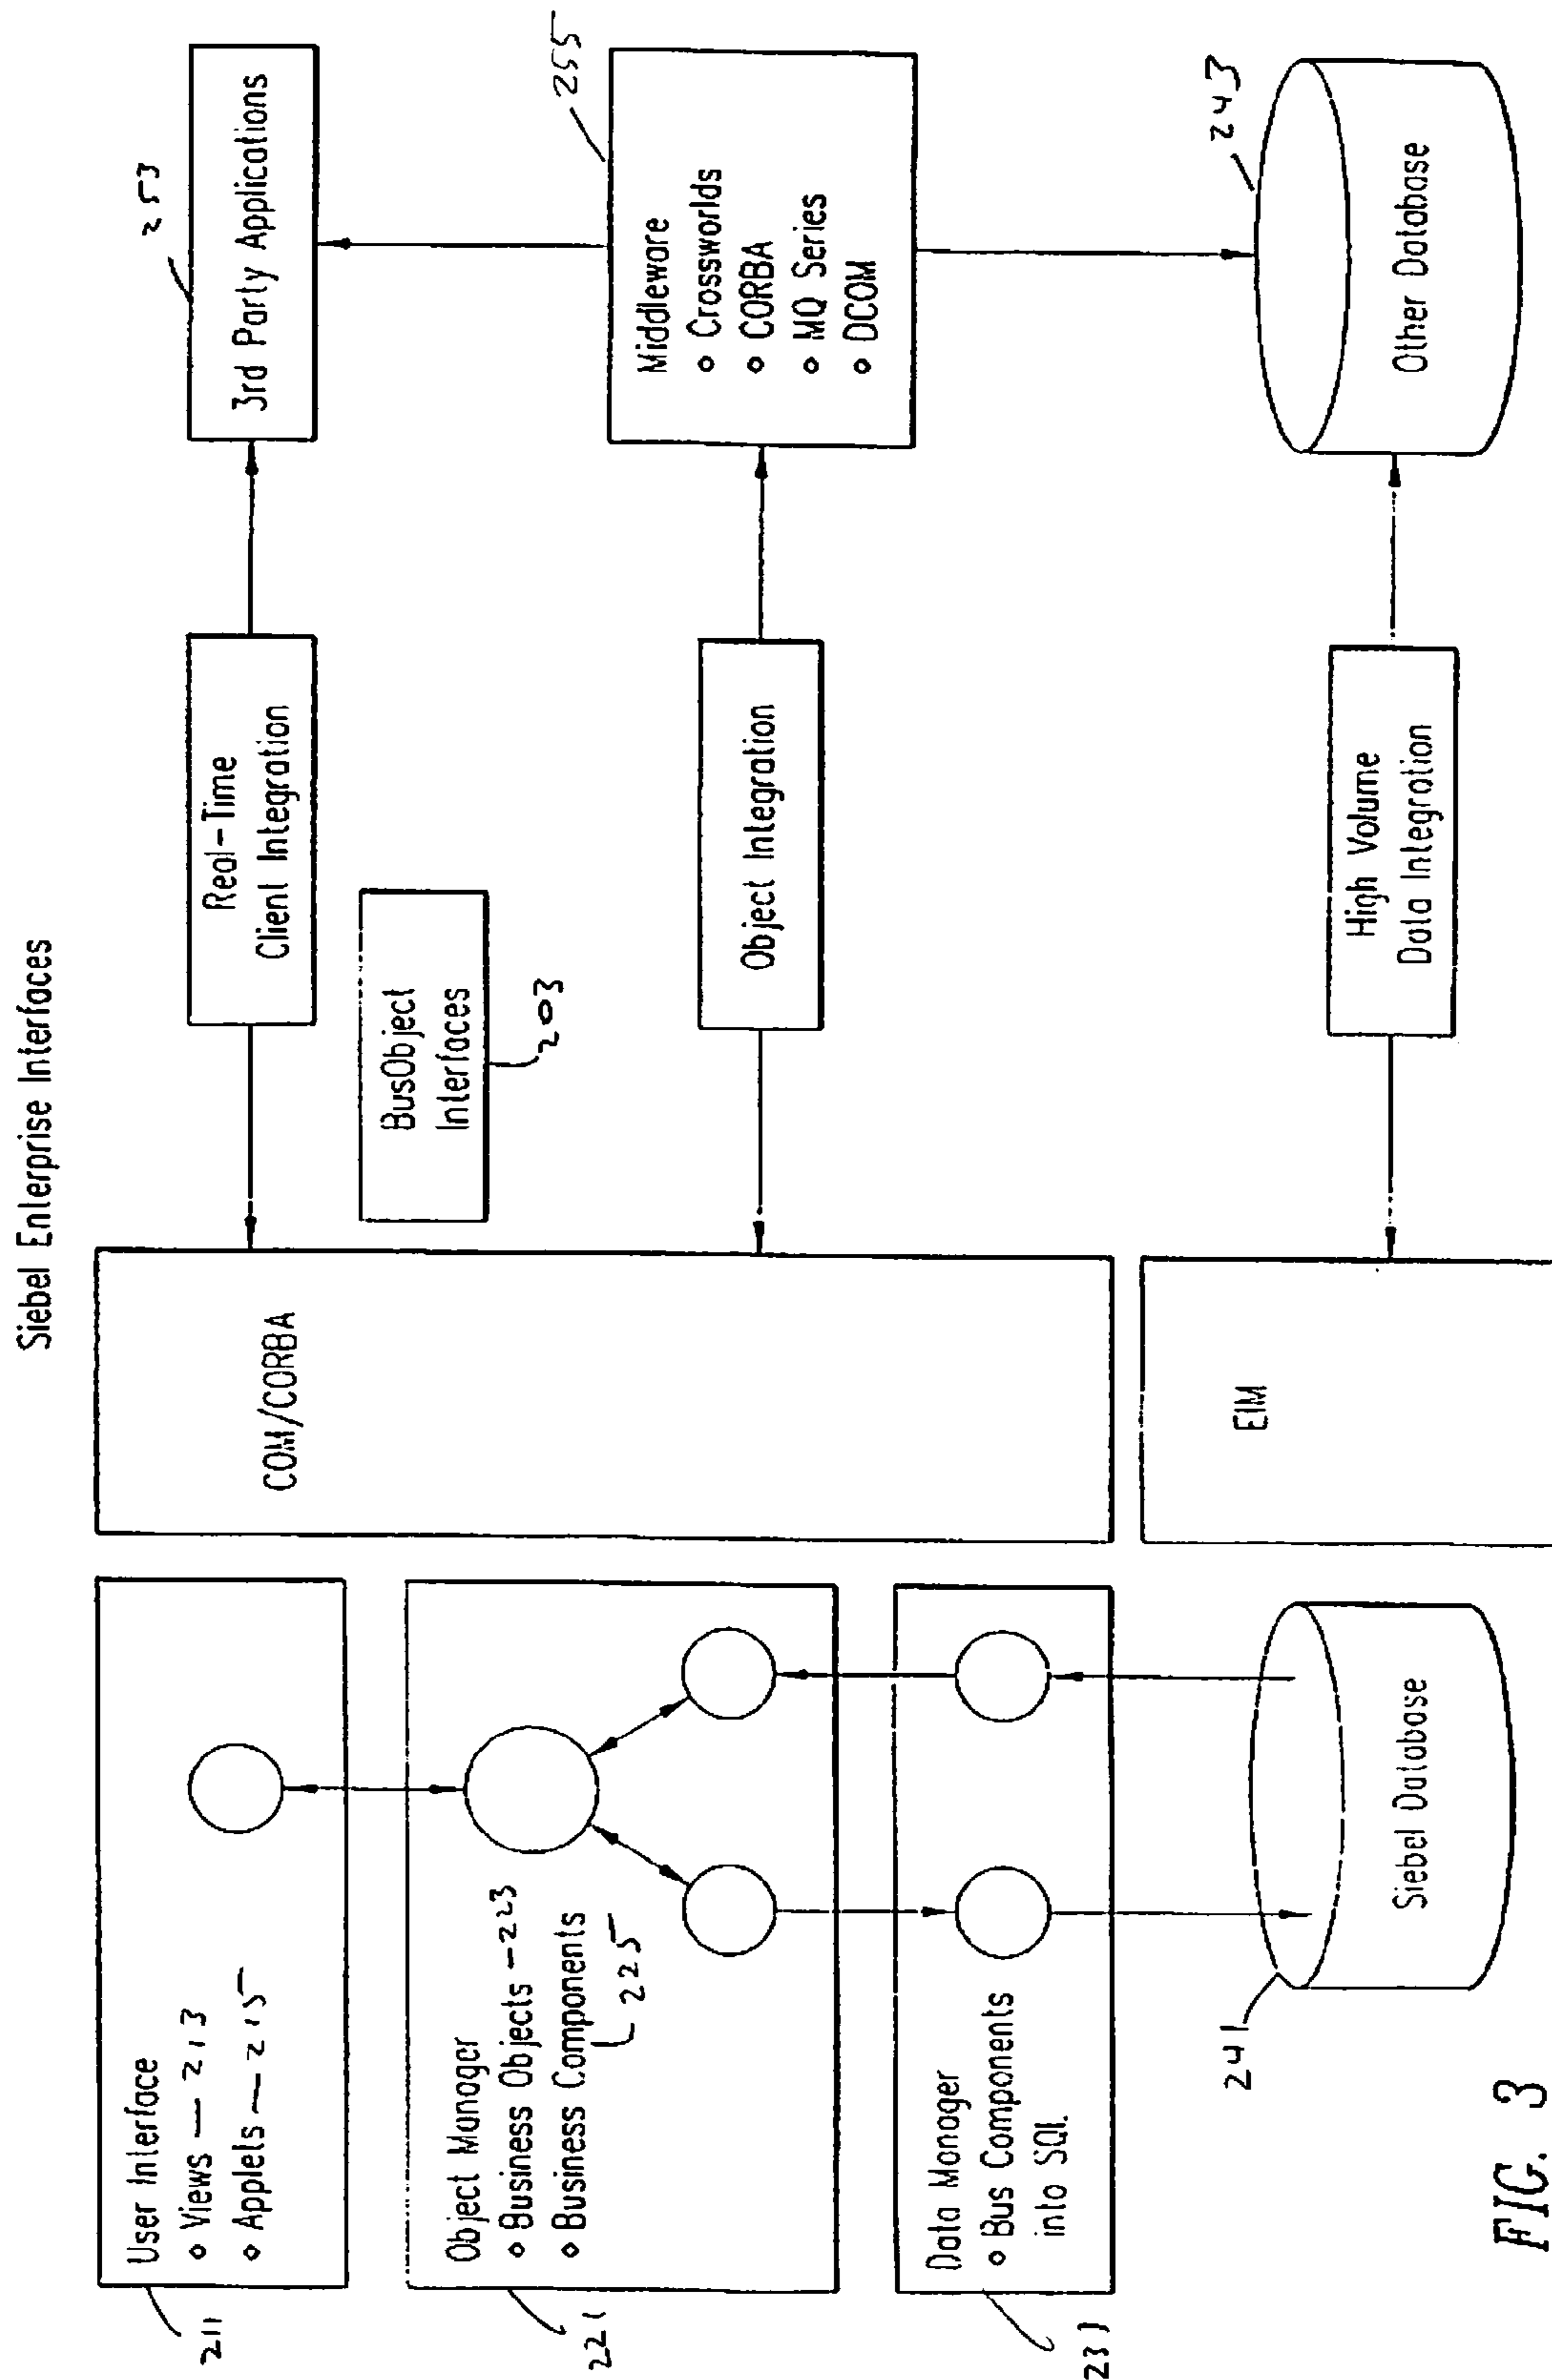 Siebel Enterprise Interfaces
211
User Interface
• Views — 213
• Applets — 215
221
Object Manager
• Business Objects — 223
• Business Components
225
231
Data Manager
• Bus Components
into SQL
241
Siebel Database
COM/CORBA
EIM
Real-Time
Client Integration
BusObject
Interfaces
203
Object Integration
High Volume
Data Integration
253
3rd Party Applications
255
Middleware
• Crossworlds
• CORBA
• MQ Series
• DCOM
243
Other Database
FIG. 3